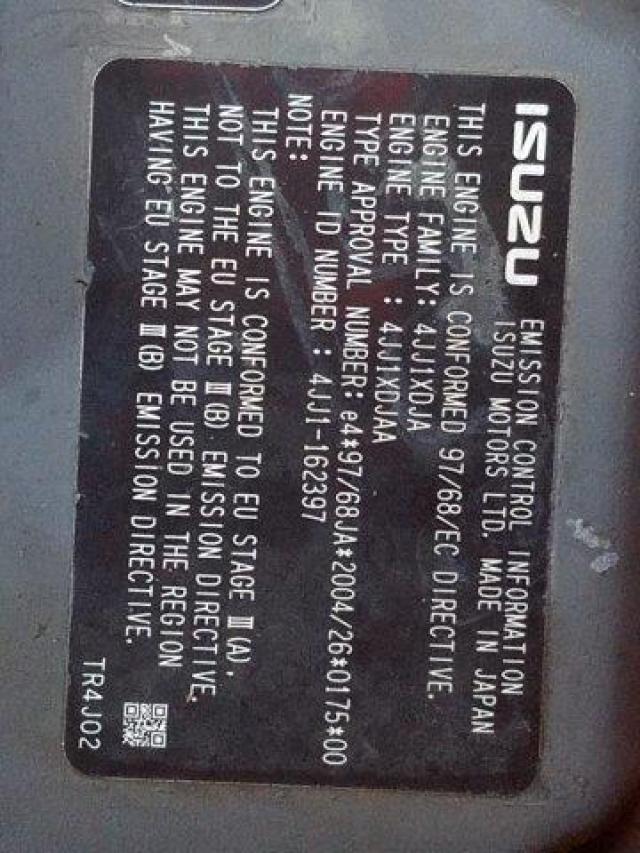 ISUZU
EMISSION CONTROL INFORMATION
ISUZU MOTORS LTD. MADE IN JAPAN
THIS ENGINE IS CONFORMED 97/68/EC DIRECTIVE.
ENGINE FAMILY: 4JJ1XDJA
ENGINE TYPE : 4JJ1XDJAA
TYPE APPROVAL NUMBER: e4*97/68JA*2004/26*0175*00
ENGINE ID NUMBER : 4JJ1-162397
NOTE:
THIS ENGINE IS CONFORMED TO EU STAGE Ⅲ(A),
NOT TO THE EU STAGE Ⅲ(B) EMISSION DIRECTIVE.
THIS ENGINE MAY NOT BE USED IN THE REGION
HAVING EU STAGE Ⅲ(B) EMISSION DIRECTIVE.
TR4J02